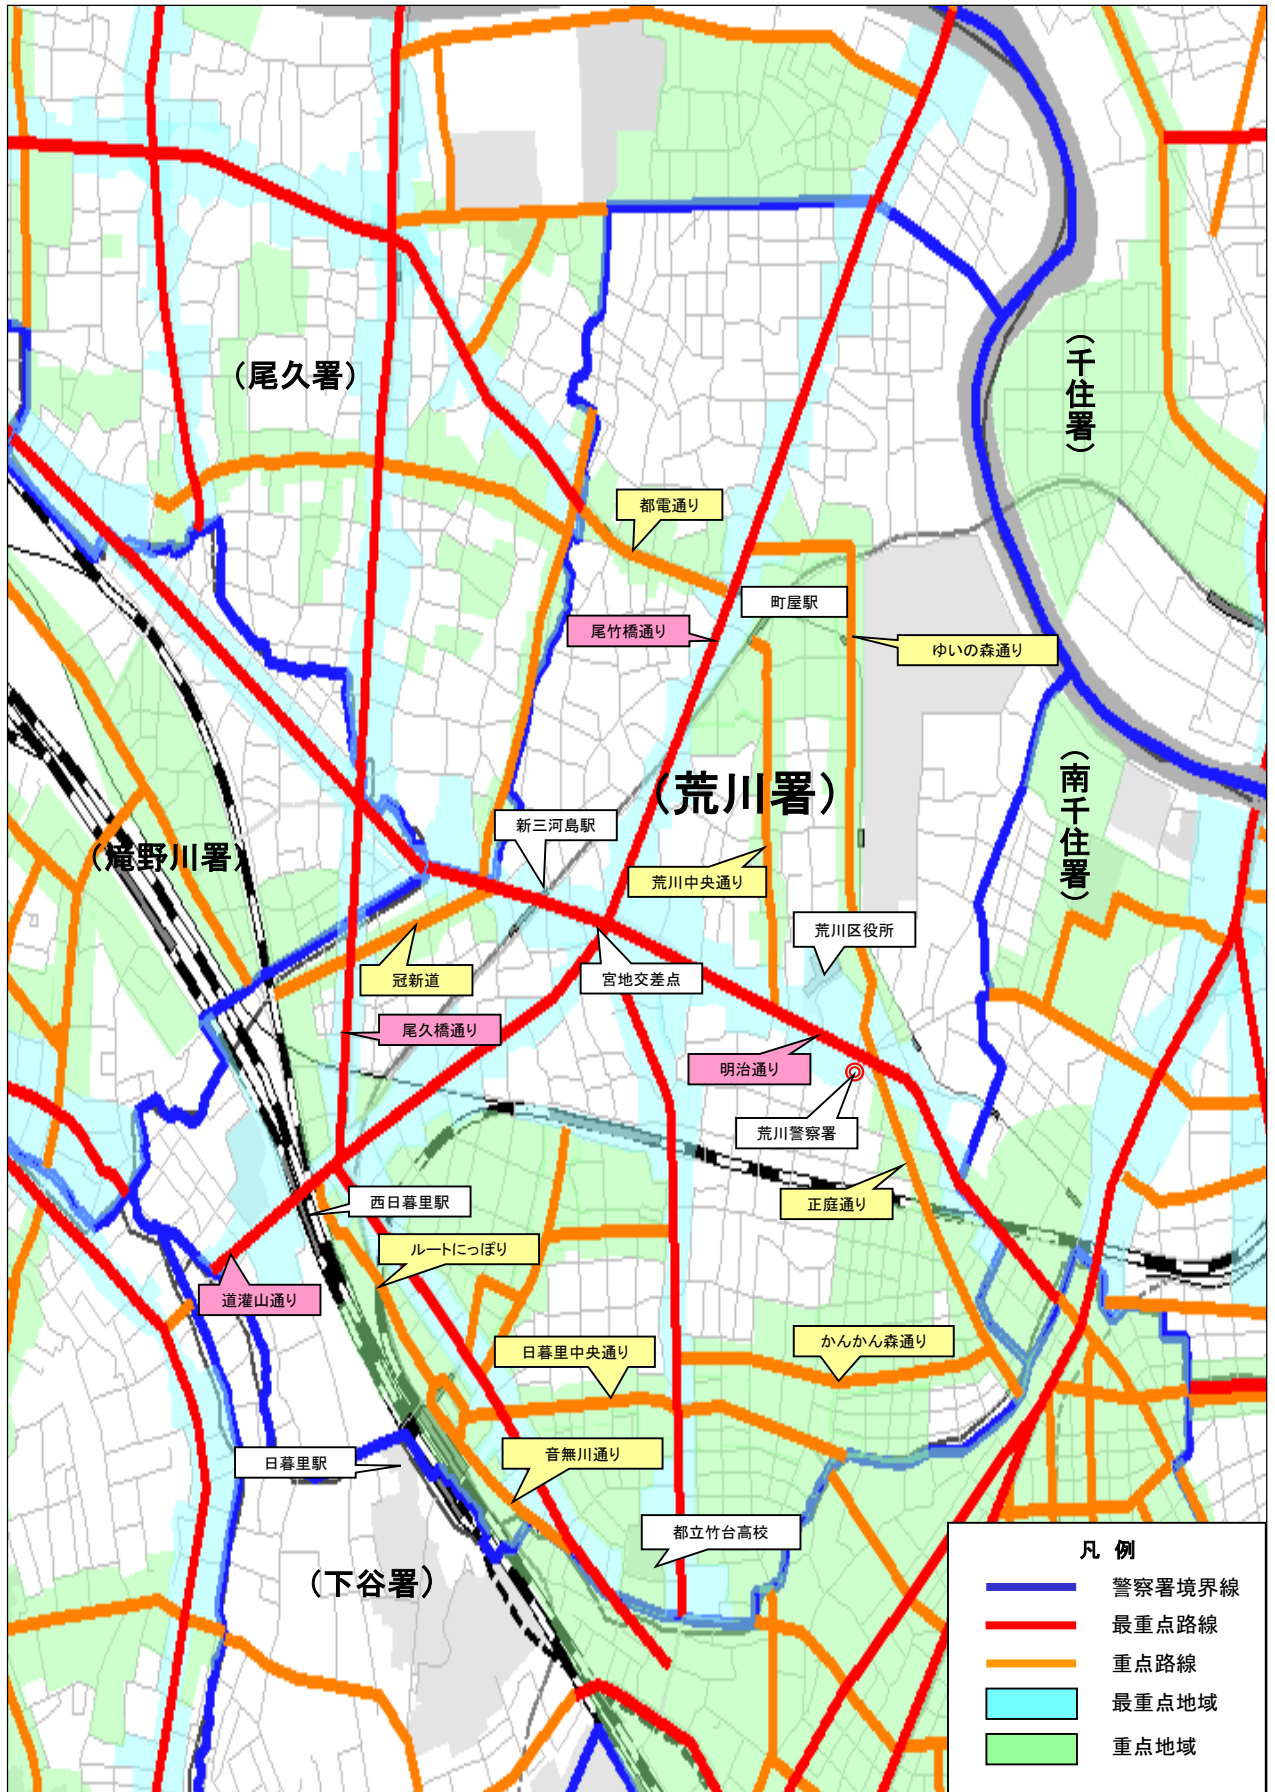 (尾久署)
(千住署)
都電通り
町屋駅
尾竹橋通り
ゆいの森通り
(荒川署)
(南千住署)
新三河島駅
(滝野川署)
荒川中央通り
荒川区役所
冠新道
宮地交差点
尾久橋通り
明治通り
荒川警察署
西日暮里駅
正庭通り
ルートにっぽり
道灌山通り
日暮里中央通り
かんかん森通り
日暮里駅
音無川通り
都立竹台高校
(下谷署)
凡 例
警察署境界線
最重点路線
重点路線
最重点地域
重点地域